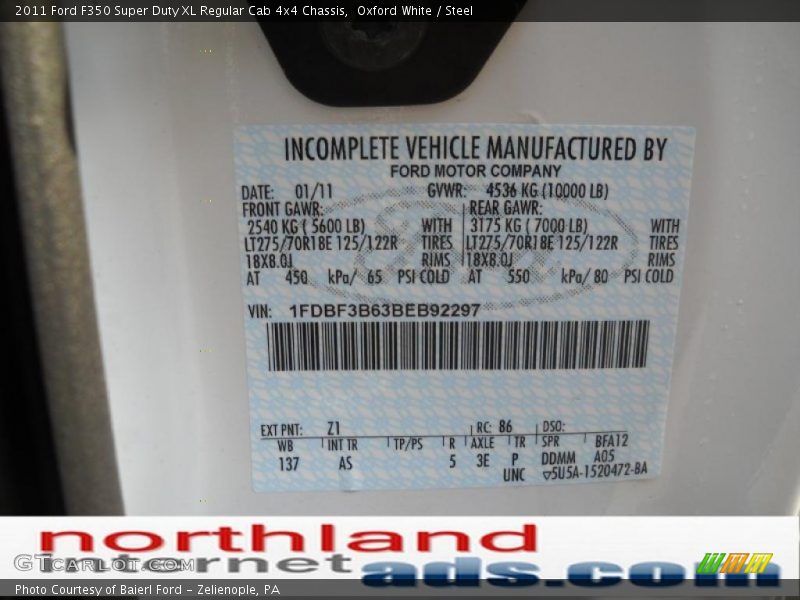 2011 Ford F350 Super Duty XL Regular Cab 4x4 Chassis, Oxford White / Steel
INCOMPLETE VEHICLE MANUFACTURED BY
FORD MOTOR COMPANY
DATE: 01/11 GVWR: 4536 KG (10000 LB)
FRONT GAWR: REAR GAWR:
2540 KG ( 5600 LB) WITH 3175 KG ( 7000 LB) WITH
LT275/70R18E 125/122R TIRES LT275/70R18E 125/122R TIRES
18X8.0J RIMS 18X8.0J RIMS
AT 450 kPa/ 65 PSI COLD AT 550 kPa/ 80 PSI COLD
VIN: 1FDBF3B63BEB92297
EXT PNT: Z1 RC: 86 DSO:
WB INT TR TP/PS R AXLE TR SPR BFA12
137 AS 5 3E P DDMM A05
UNC ▽5U5A-1520472-BA
northland
GTCARLOT.COM
internet
ads.com
Photo Courtesy of Baierl Ford - Zelienople, PA